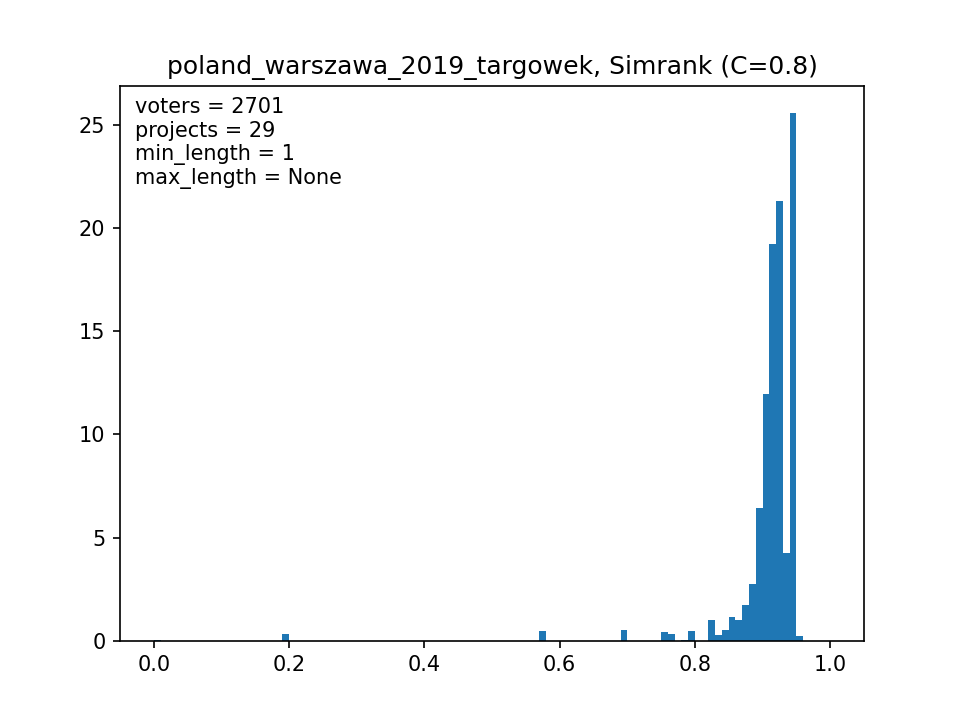 poland_warszawa_2019_targowek, Simrank (C=0.8)
voters = 2701
projects = 29
min_length = 1
max_length = None
25
20
15
10
5
0
0.0 0.2 0.4 0.6 0.8 1.0